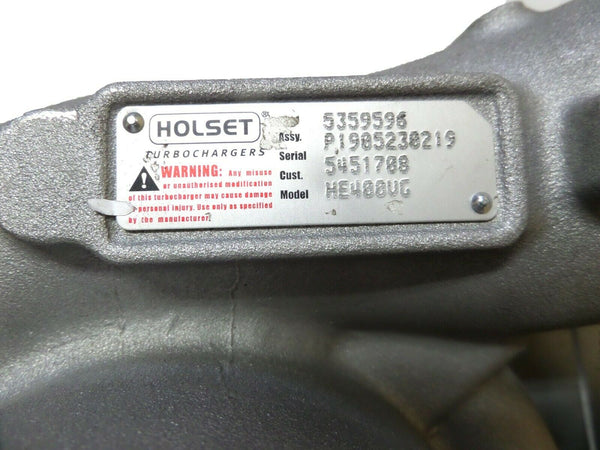 HOLSET®
TURBOCHARGERS
WARNING: Any misuse
or unauthorised modification
of this turbocharger may cause damage
personal injury. Use only as specified
by the manufacturer.
Assy. 5359596
Serial P1905230219
Cust. 5451708
Model HE400VG